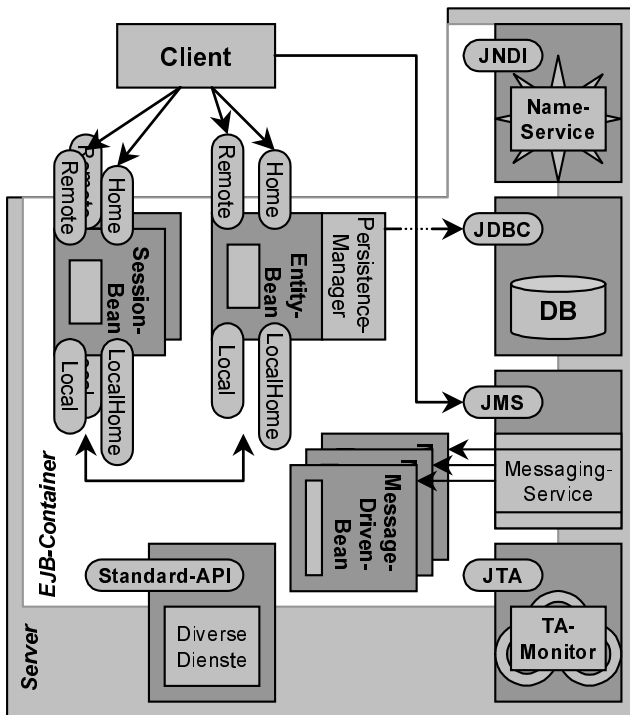 Client
JNDI
Name-
Service
Remote
Remote
Home
Remote
Home
Session-
Bean
Entity-
Bean
Persistence-
Manager
JDBC
DB
Local
LocalHome
Local
LocalHome
JMS
Messaging-
Service
Message-
Driven-
Bean
EJB-Container
Server
Standard-API
Diverse
Dienste
JTA
TA-
Monitor